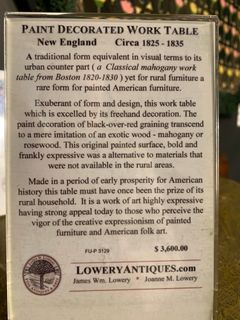 PAINT DECORATED WORK TABLE
New England Circa 1825 - 1835
A traditional form equivalent in visual terms to its
urban counter part ( a Classical mahogany work
table from Boston 1820-1830 ) yet for rural furniture a
rare form for painted American furniture.
Exuberant of form and design, this work table
which is excelled by its freehand decoration. The
paint decoration of black-over-red graining transcend
to a mere imitation of an exotic wood - mahogany or
rosewood. This original painted surface, bold and
frankly expressive was a alternative to materials that
were not available in the rural areas.
Made in a period of early prosperity for American
history this table must have once been the prize of its
rural household. It is a work of art highly expressive
having strong appeal today to those who perceive the
vigor of the creative expressionism of painted
furniture and American folk art.
FU-P 3129 $ 3,600.00
LOWERYANTIQUES.com
James Wm. Lowery * Joanne M. Lowery